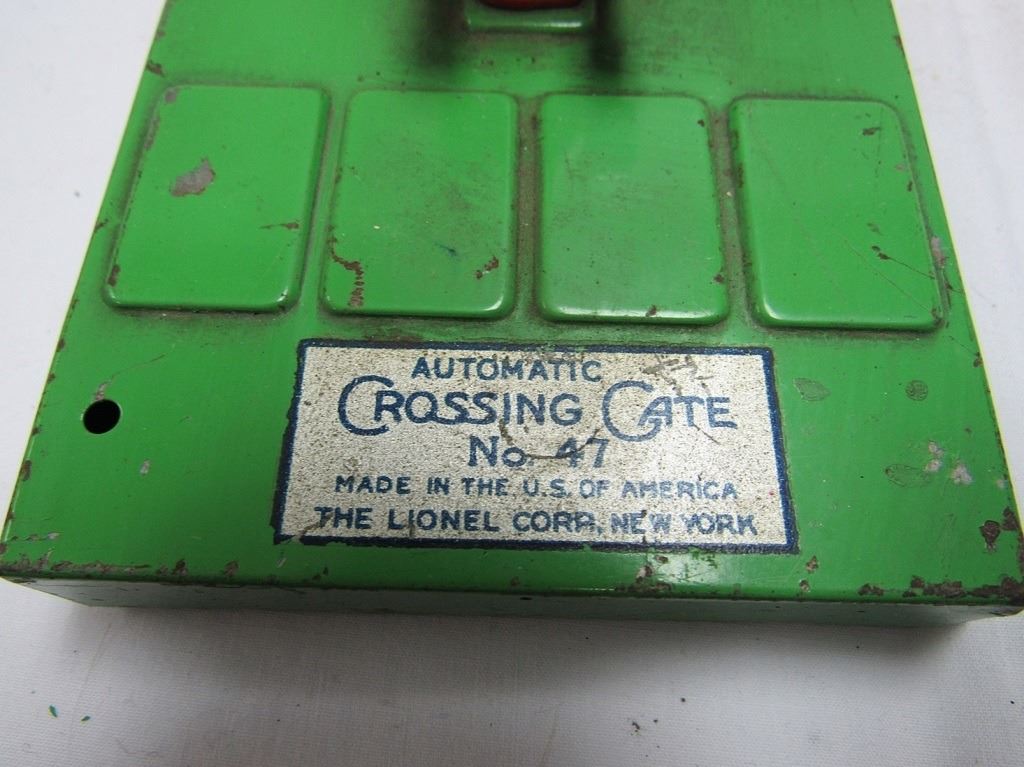 AUTOMATIC
CROSSING GATE
No. 47
MADE IN THE U.S. OF AMERICA
THE LIONEL CORP., NEW YORK